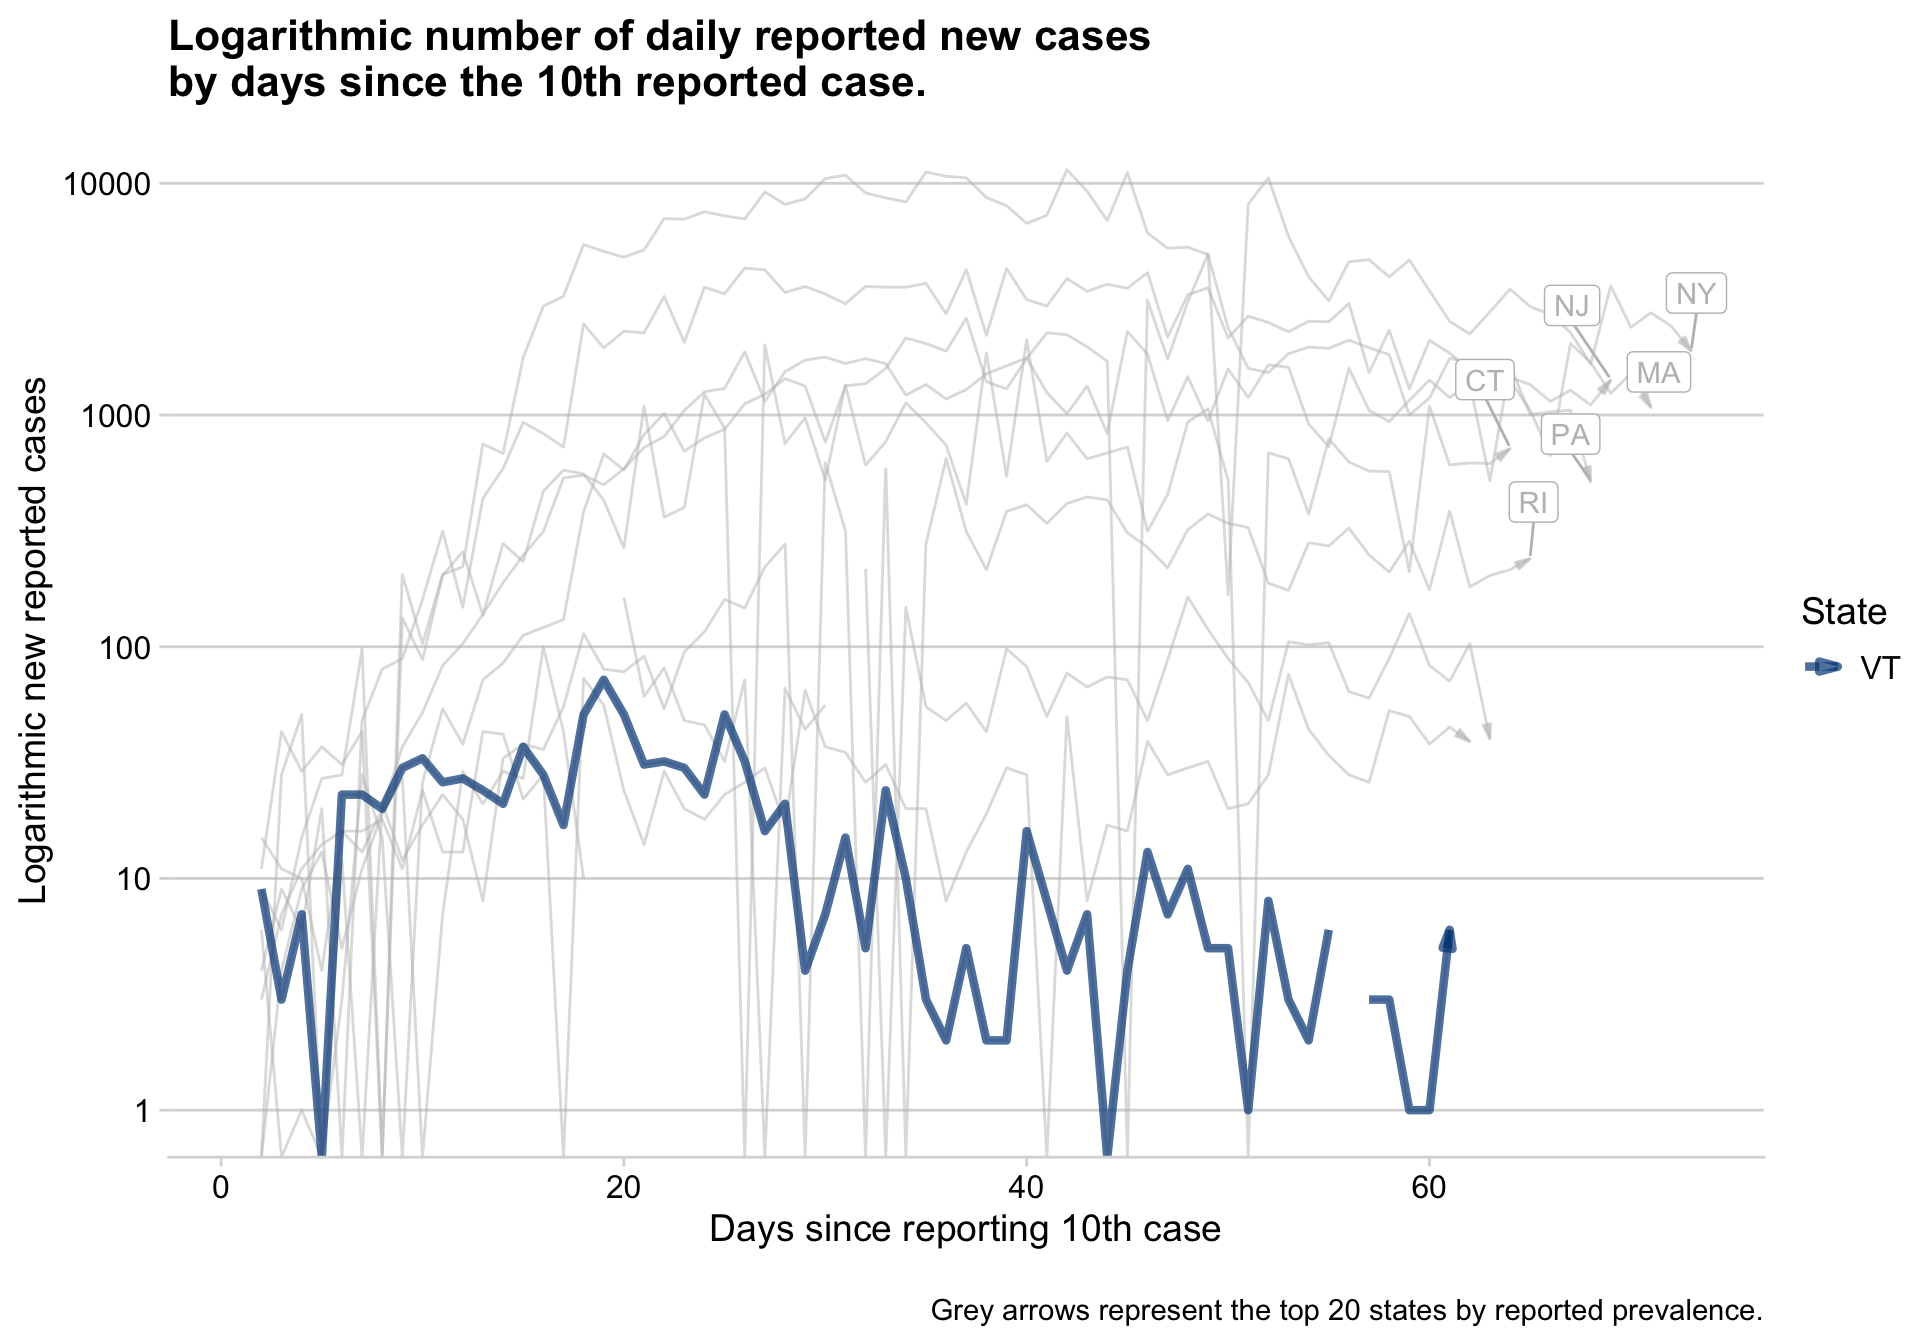 Logarithmic number of daily reported new cases
by days since the 10th reported case.
Logarithmic new reported cases
10000
1000
100
10
1
NY
NJ
MA
CT
PA
RI
State
VT
0
20
40
60
Days since reporting 10th case
Grey arrows represent the top 20 states by reported prevalence.